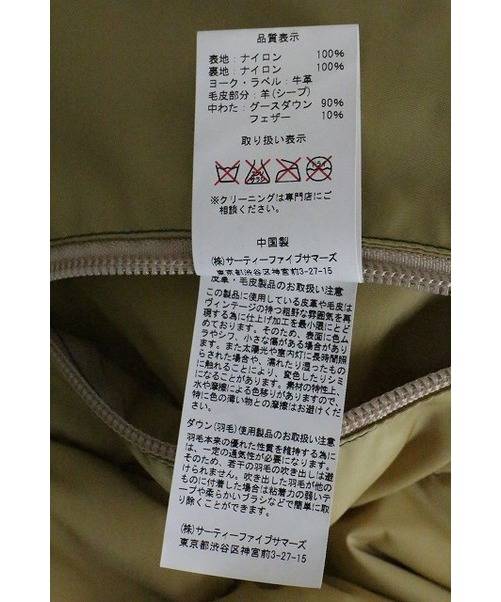 品質表示
表地：ナイロン 100%
裏地：ナイロン 100%
ヨーク・ラベル：牛革
毛皮部分：羊(シープ)
中わた：グースダウン 90%
フェザー 10%
取り扱い表示
※クリーニングは専門店にご
相談ください。
中国製
(株)サーティーファイブサマーズ
東京都渋谷区神宮前3-27-15
皮革・毛皮製品のお取扱い注意
この製品に使用している皮革や毛皮は
ヴィンテージの持つ粗野な雰囲気を再
現する為に仕上げ加工を最小限にとど
めております。そのため、表面に色ム
ラやシワ、小さな傷がある場合があり
ます。また太陽光や室内灯に長時間照
らされた場合や、濡れたり湿ったもの
に触れることにより、変色したりシミ
になることがあります。素材の特性上、
水や摩擦による色移りがありますので、
特に色の薄い物との摩擦はお避けくだ
さい。
ダウン(羽毛)使用製品のお取扱い注意
羽毛本来の優れた性質を維持する為に
は、一定の通気性が必要になります。
そのため、若干の羽毛の吹き出しは避
けられません。吹き出した羽毛が他の
ものに付着した場合は粘着力の弱いテ
ープや柔らかいブラシなどで簡単に取
り除くことができます。
(株)サーティーファイブサマーズ
東京都渋谷区神宮前3-27-15